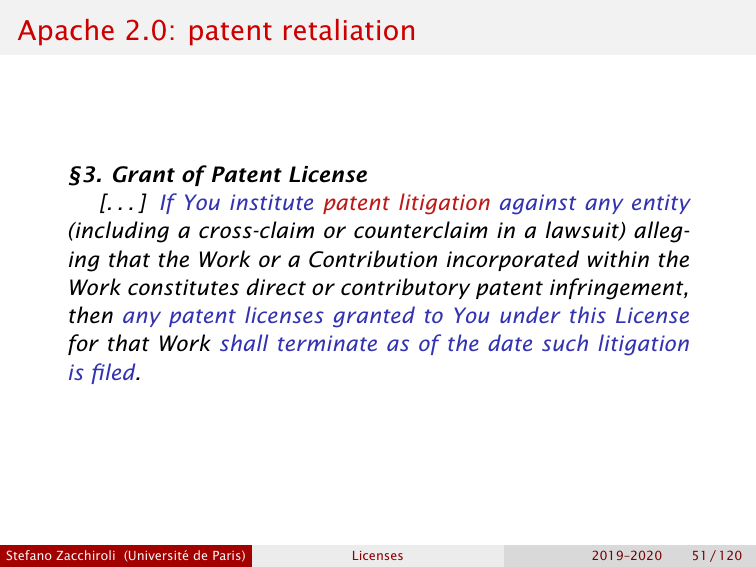 Apache 2.0: patent retaliation
§3. Grant of Patent License
[...] If You institute patent litigation against any entity
(including a cross-claim or counterclaim in a lawsuit) alleg-
ing that the Work or a Contribution incorporated within the
Work constitutes direct or contributory patent infringement,
then any patent licenses granted to You under this License
for that Work shall terminate as of the date such litigation
is filed.
Stefano Zacchiroli (Université de Paris) Licenses 2019–2020 51 / 120